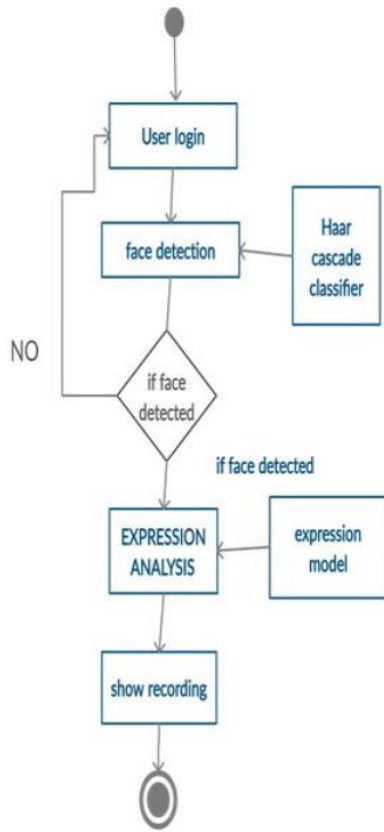 User login
face detection
Haar
cascade
classifier
NO
if face
detected
if face detected
EXPRESSION
ANALYSIS
expression
model
show recording